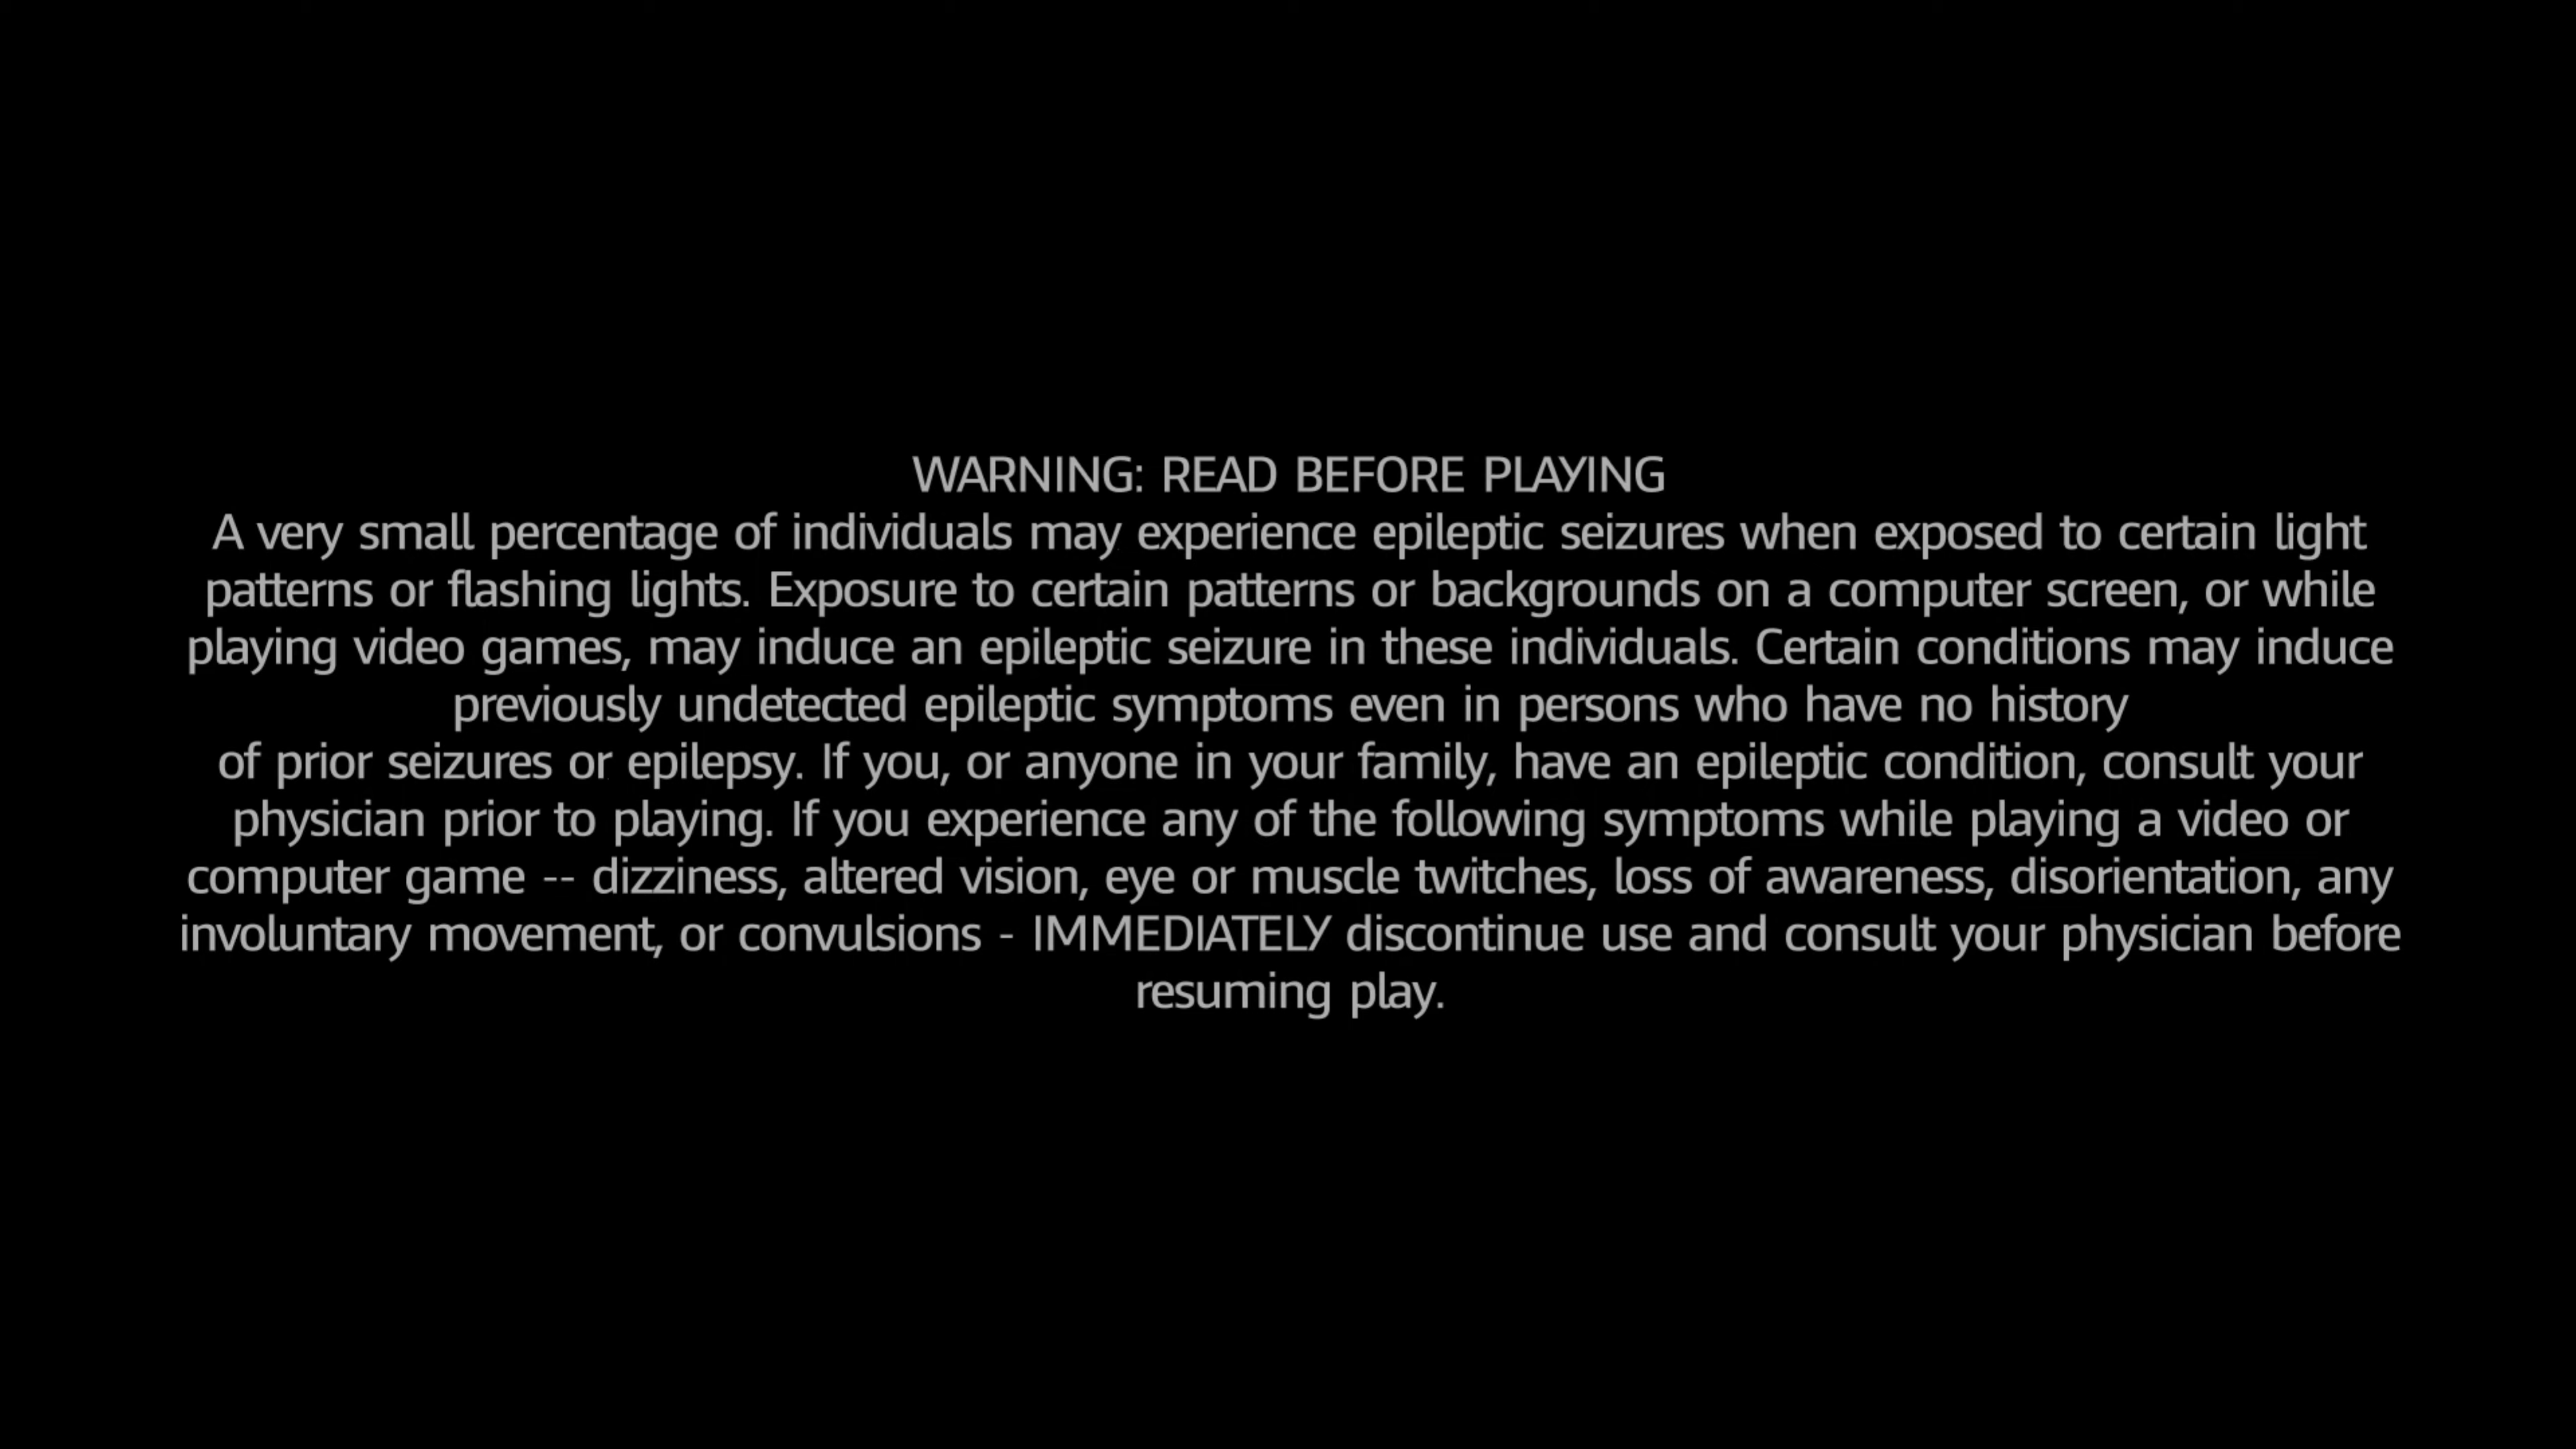 WARNING: READ BEFORE PLAYING
A very small percentage of individuals may experience epileptic seizures when exposed to certain light
patterns or flashing lights. Exposure to certain patterns or backgrounds on a computer screen, or while
playing video games, may induce an epileptic seizure in these individuals. Certain conditions may induce
previously undetected epileptic symptoms even in persons who have no history
of prior seizures or epilepsy. If you, or anyone in your family, have an epileptic condition, consult your
physician prior to playing. If you experience any of the following symptoms while playing a video or
computer game -- dizziness, altered vision, eye or muscle twitches, loss of awareness, disorientation, any
involuntary movement, or convulsions - IMMEDIATELY discontinue use and consult your physician before
resuming play.